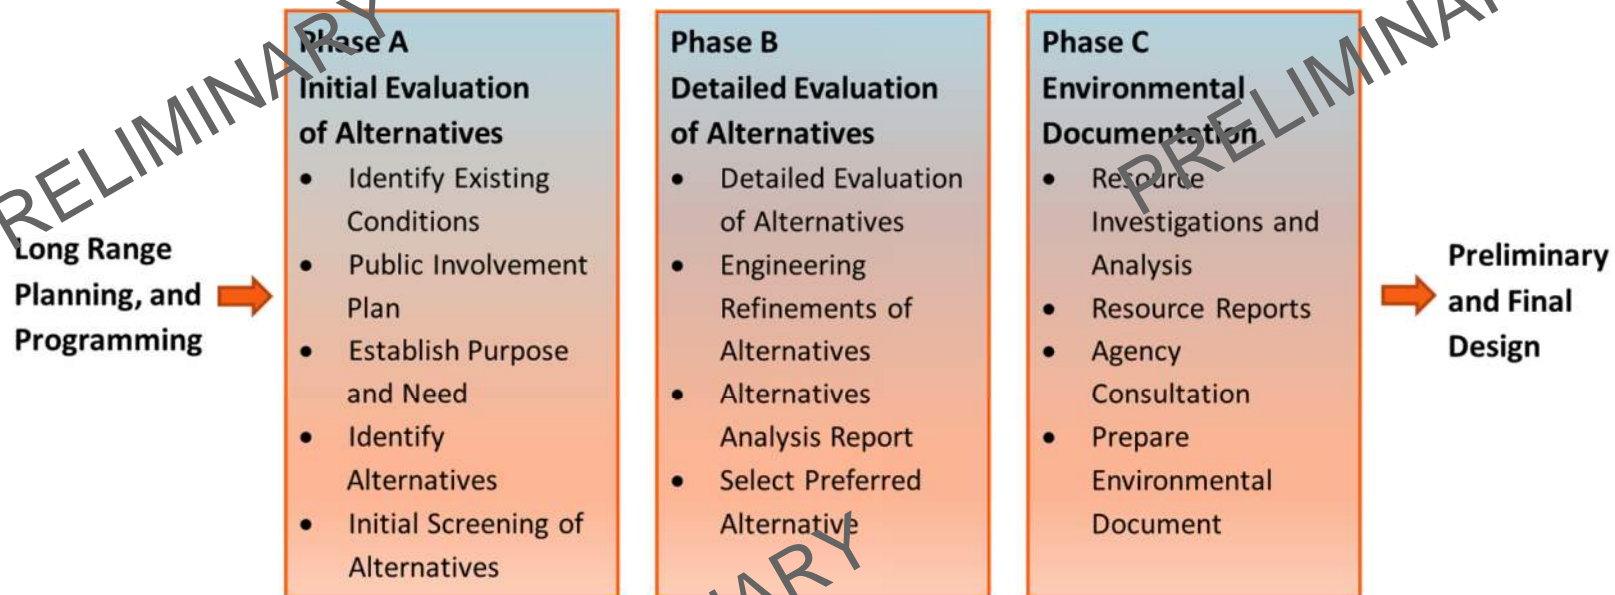 Long Range
Planning, and
Programming
Phase A
Initial Evaluation
of Alternatives
• Identify Existing
Conditions
• Public Involvement
Plan
• Establish Purpose
and Need
• Identify
Alternatives
• Initial Screening of
Alternatives
Phase B
Detailed Evaluation
of Alternatives
• Detailed Evaluation
of Alternatives
• Engineering
Refinements of
Alternatives
• Alternatives
Analysis Report
• Select Preferred
Alternative
Phase C
Environmental
Documentation
• Resource
Investigations and
Analysis
• Resource Reports
• Agency
Consultation
• Prepare
Environmental
Document
Preliminary
and Final
Design
RELIMINARY
PRELIMINAR
NARY